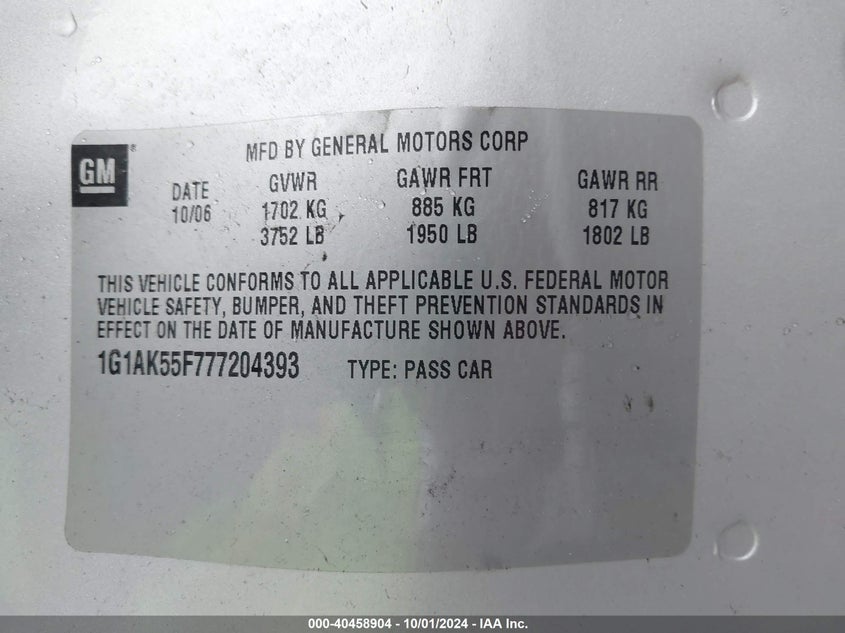 MFD BY GENERAL MOTORS CORP
GM®
DATE GVWR GAWR FRT GAWR RR
10/06 1702 KG 885 KG 817 KG
3752 LB 1950 LB 1802 LB
THIS VEHICLE CONFORMS TO ALL APPLICABLE U.S. FEDERAL MOTOR
VEHICLE SAFETY, BUMPER, AND THEFT PREVENTION STANDARDS IN
EFFECT ON THE DATE OF MANUFACTURE SHOWN ABOVE.
1G1AK55F777204393 TYPE: PASS CAR
000-40458904 - 10/01/2024 - IAA Inc.